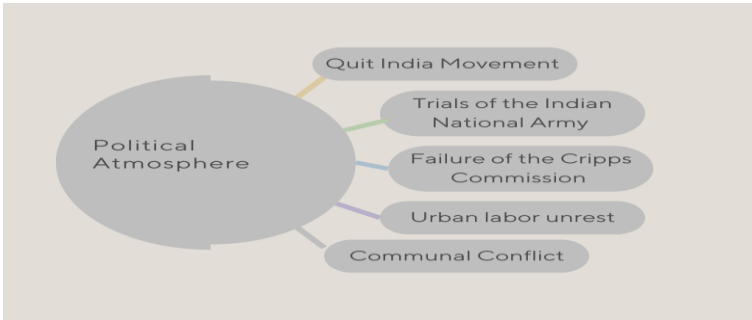 Quit India Movement
Trials of the Indian
National Army
Political
Atmosphere
Failure of the Cripps
Commission
Urban labor unrest
Communal Conflict